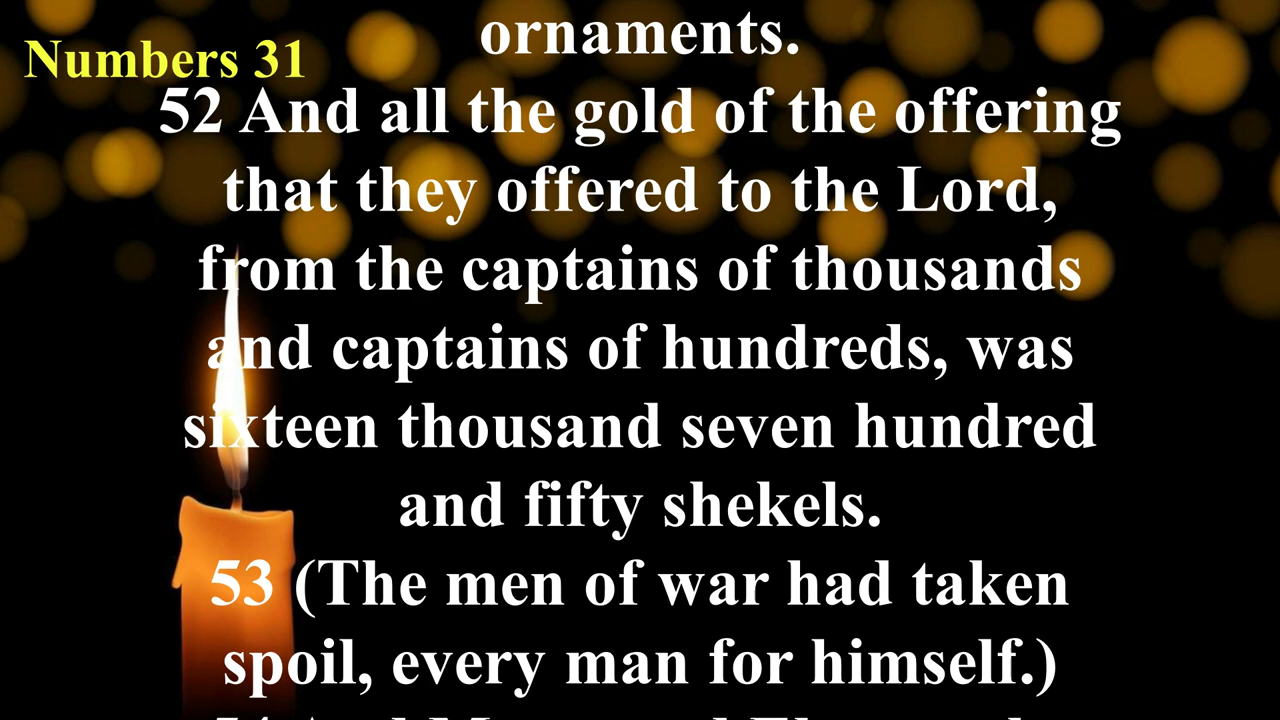 ornaments.
Numbers 31
52 And all the gold of the offering
that they offered to the Lord,
from the captains of thousands
and captains of hundreds, was
sixteen thousand seven hundred
and fifty shekels.
53 (The men of war had taken
spoil, every man for himself.)